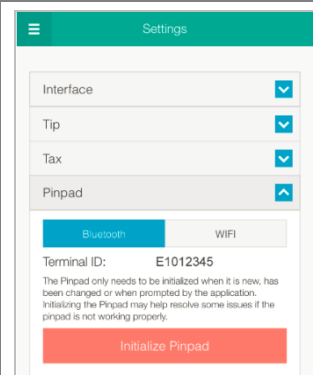 Settings
Interface
Tip
Tax
Pinpad
Bluetooth WIFI
Terminal ID: E1012345
The Pinpad only needs to be initialized when it is new, has
been changed or when prompted by the application.
Initializing the Pinpad may help resolve some issues if the
pinpad is not working properly.
Initialize Pinpad